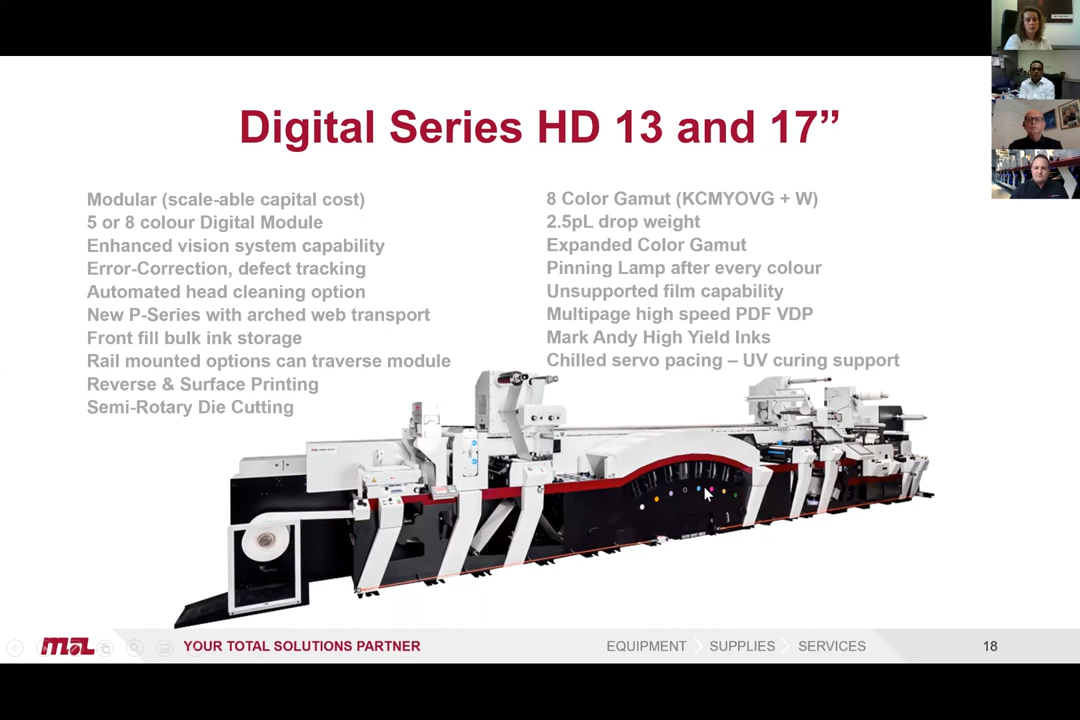 Digital Series HD 13 and 17”
Modular (scale-able capital cost)
5 or 8 colour Digital Module
Enhanced vision system capability
Error-Correction, defect tracking
Automated head cleaning option
New P-Series with arched web transport
Front fill bulk ink storage
Rail mounted options can traverse module
Reverse & Surface Printing
Semi-Rotary Die Cutting
8 Color Gamut (KCMYOVG + W)
2.5pL drop weight
Expanded Color Gamut
Pinning Lamp after every colour
Unsupported film capability
Multipage high speed PDF VDP
Mark Andy High Yield Inks
Chilled servo pacing – UV curing support
YOUR TOTAL SOLUTIONS PARTNER
EQUIPMENT SUPPLIES SERVICES
18